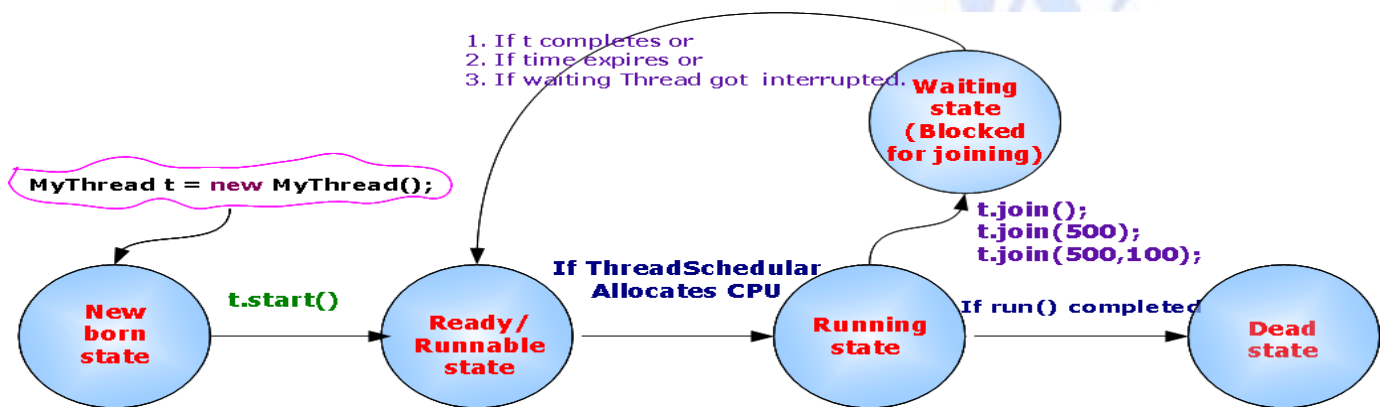 1. If t completes or
2. If time expires or
3. If waiting Thread got interrupted.
Waiting
state
(Blocked
for joining)
MyThread t = new MyThread();
t.join();
t.join(500);
t.join(500,100);
New
born
state
t.start()
Ready/
Runnable
state
If ThreadSchedular
Allocates CPU
Running
state
If run() completed
Dead
state